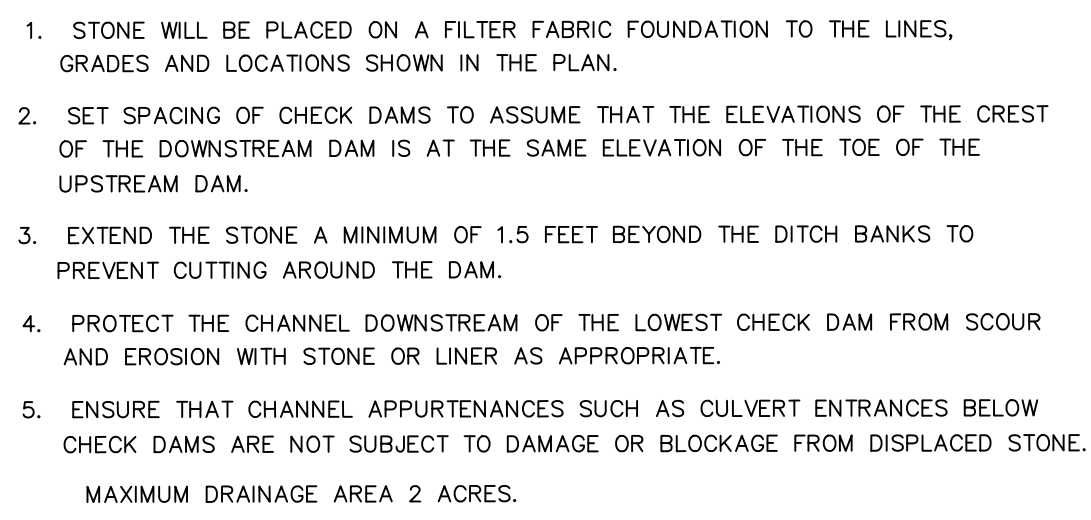 1. STONE WILL BE PLACED ON A FILTER FABRIC FOUNDATION TO THE LINES,
GRADES AND LOCATIONS SHOWN IN THE PLAN.
2. SET SPACING OF CHECK DAMS TO ASSUME THAT THE ELEVATIONS OF THE CREST
OF THE DOWNSTREAM DAM IS AT THE SAME ELEVATION OF THE TOE OF THE
UPSTREAM DAM.
3. EXTEND THE STONE A MINIMUM OF 1.5 FEET BEYOND THE DITCH BANKS TO
PREVENT CUTTING AROUND THE DAM.
4. PROTECT THE CHANNEL DOWNSTREAM OF THE LOWEST CHECK DAM FROM SCOUR
AND EROSION WITH STONE OR LINER AS APPROPRIATE.
5. ENSURE THAT CHANNEL APPURTENANCES SUCH AS CULVERT ENTRANCES BELOW
CHECK DAMS ARE NOT SUBJECT TO DAMAGE OR BLOCKAGE FROM DISPLACED STONE.
MAXIMUM DRAINAGE AREA 2 ACRES.